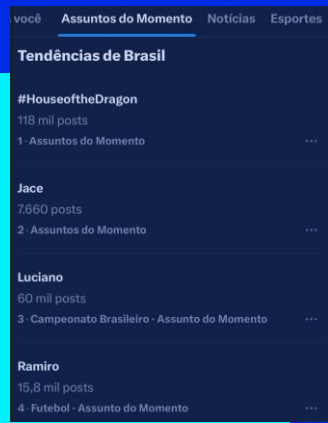 você Assuntos do Momento Notícias Esportes
Tendências de Brasil
#HouseoftheDragon
118 mil posts
1 · Assuntos do Momento
Jace
7.660 posts
2 · Assuntos do Momento
Luciano
60 mil posts
3 · Campeonato Brasileiro · Assunto do Momento
Ramiro
15,8 mil posts
4 · Futebol · Assunto do Momento